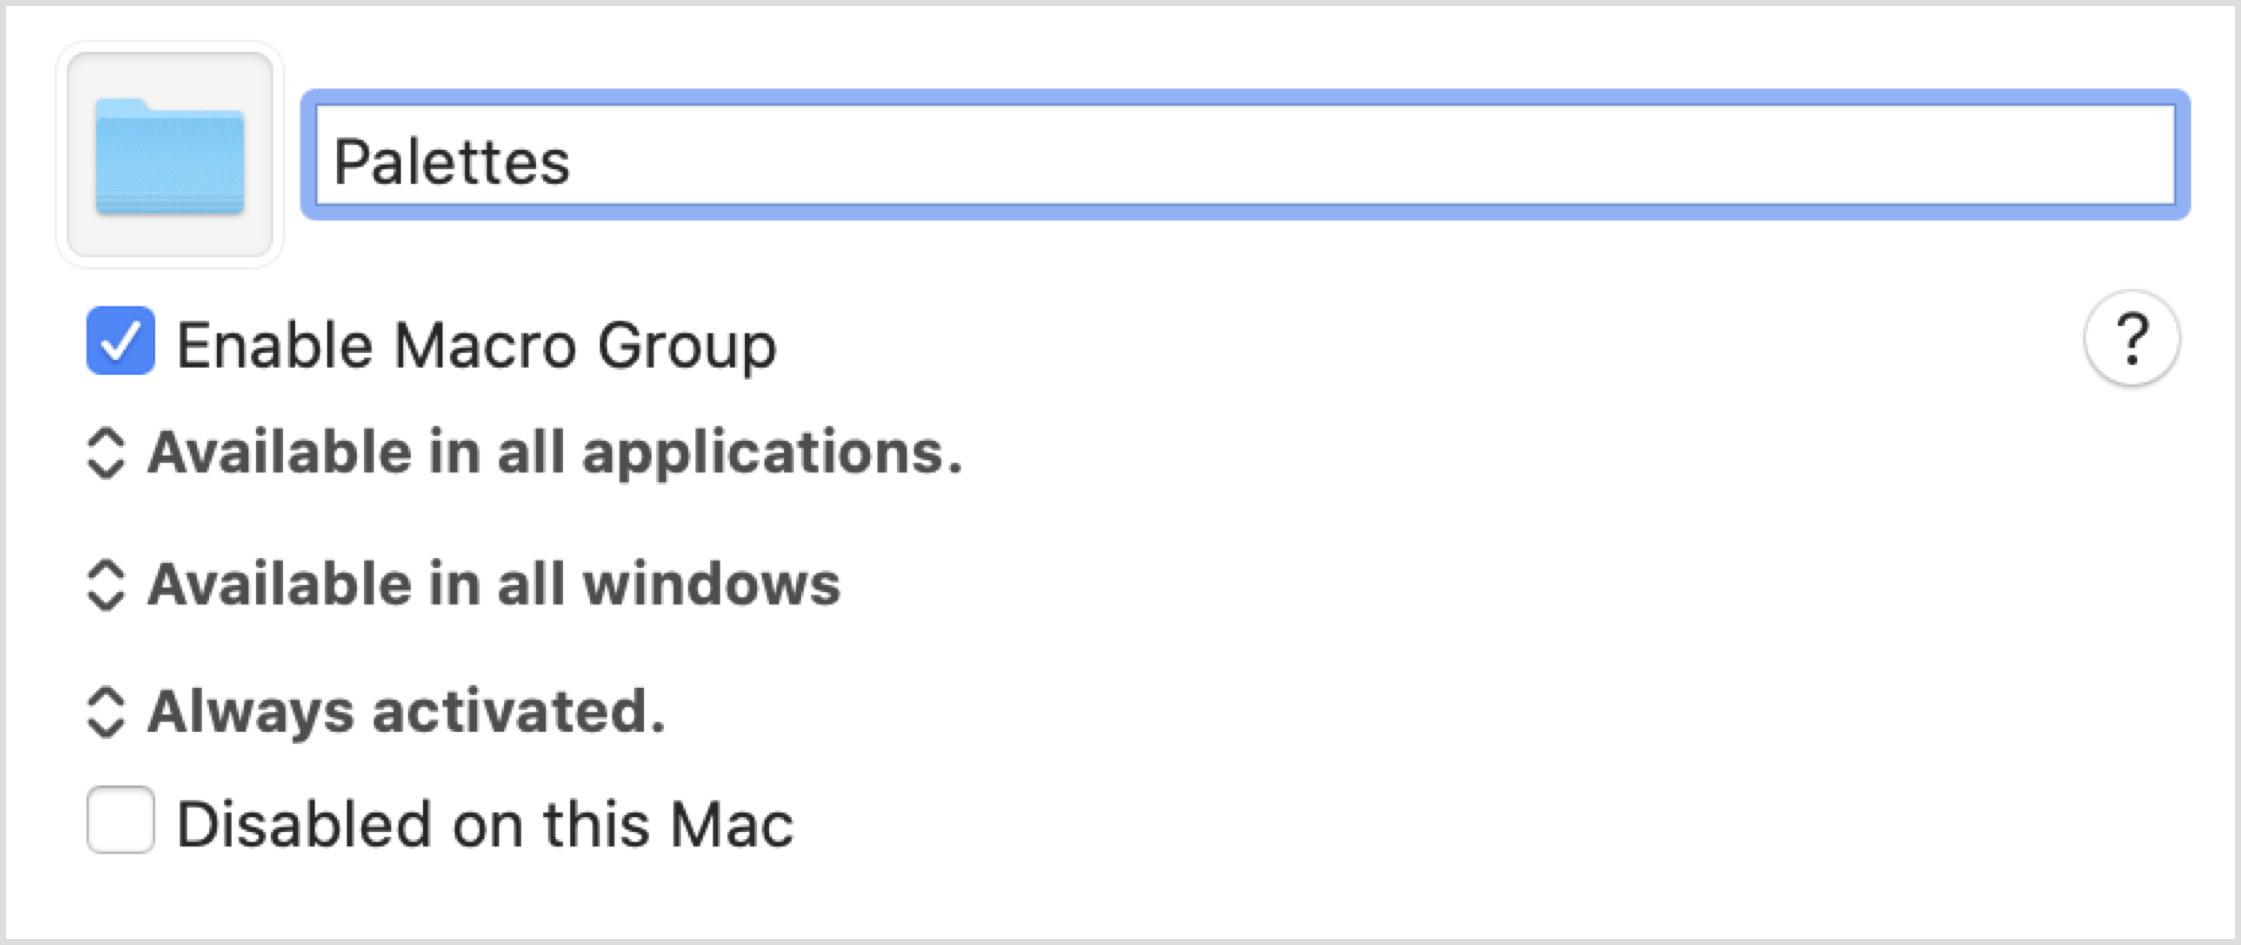 Palettes
Enable Macro Group
?
Available in all applications.
Available in all windows
Always activated.
Disabled on this Mac